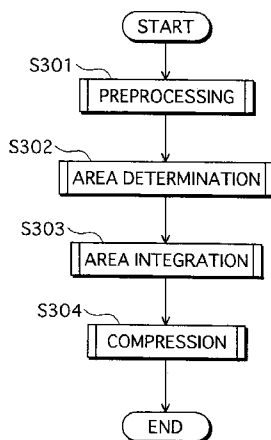 START
S301
PREPROCESSING
S302
AREA DETERMINATION
S303
AREA INTEGRATION
S304
COMPRESSION
END